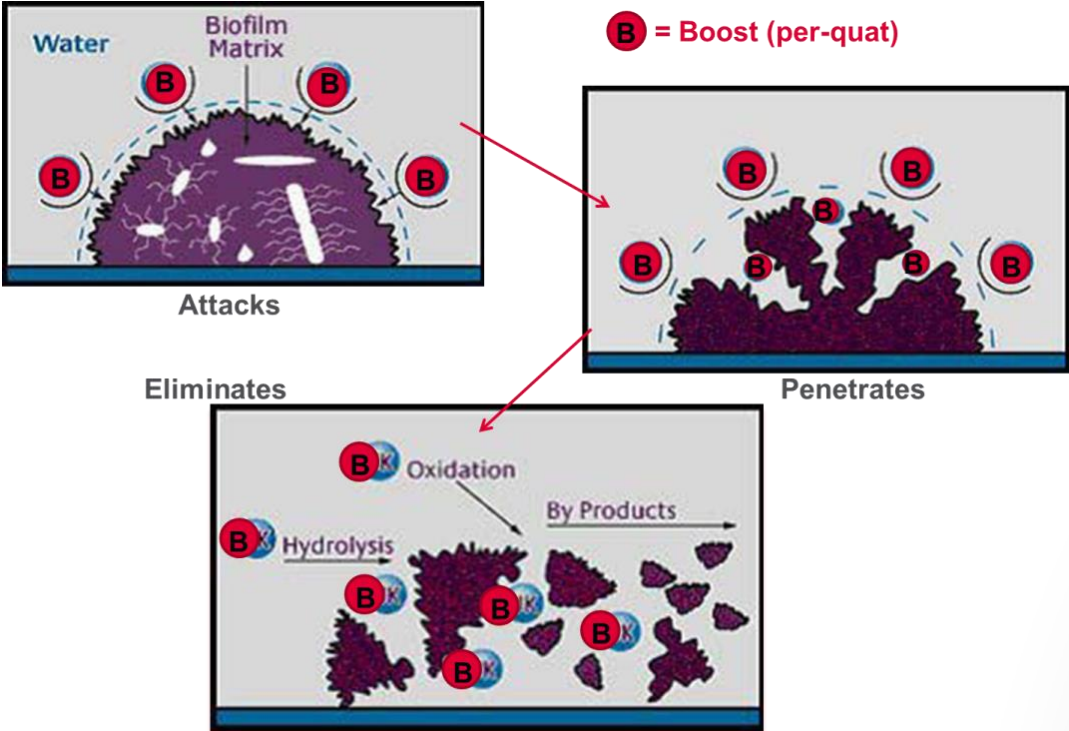 Water
Biofilm
Matrix
B
B
B
B
Attacks
B = Boost (per-quat)
B
B
B
B
B
B
B
Penetrates
Eliminates
B K Oxidation
B K Hydrolysis
By Products
B K
B K
B K
B K